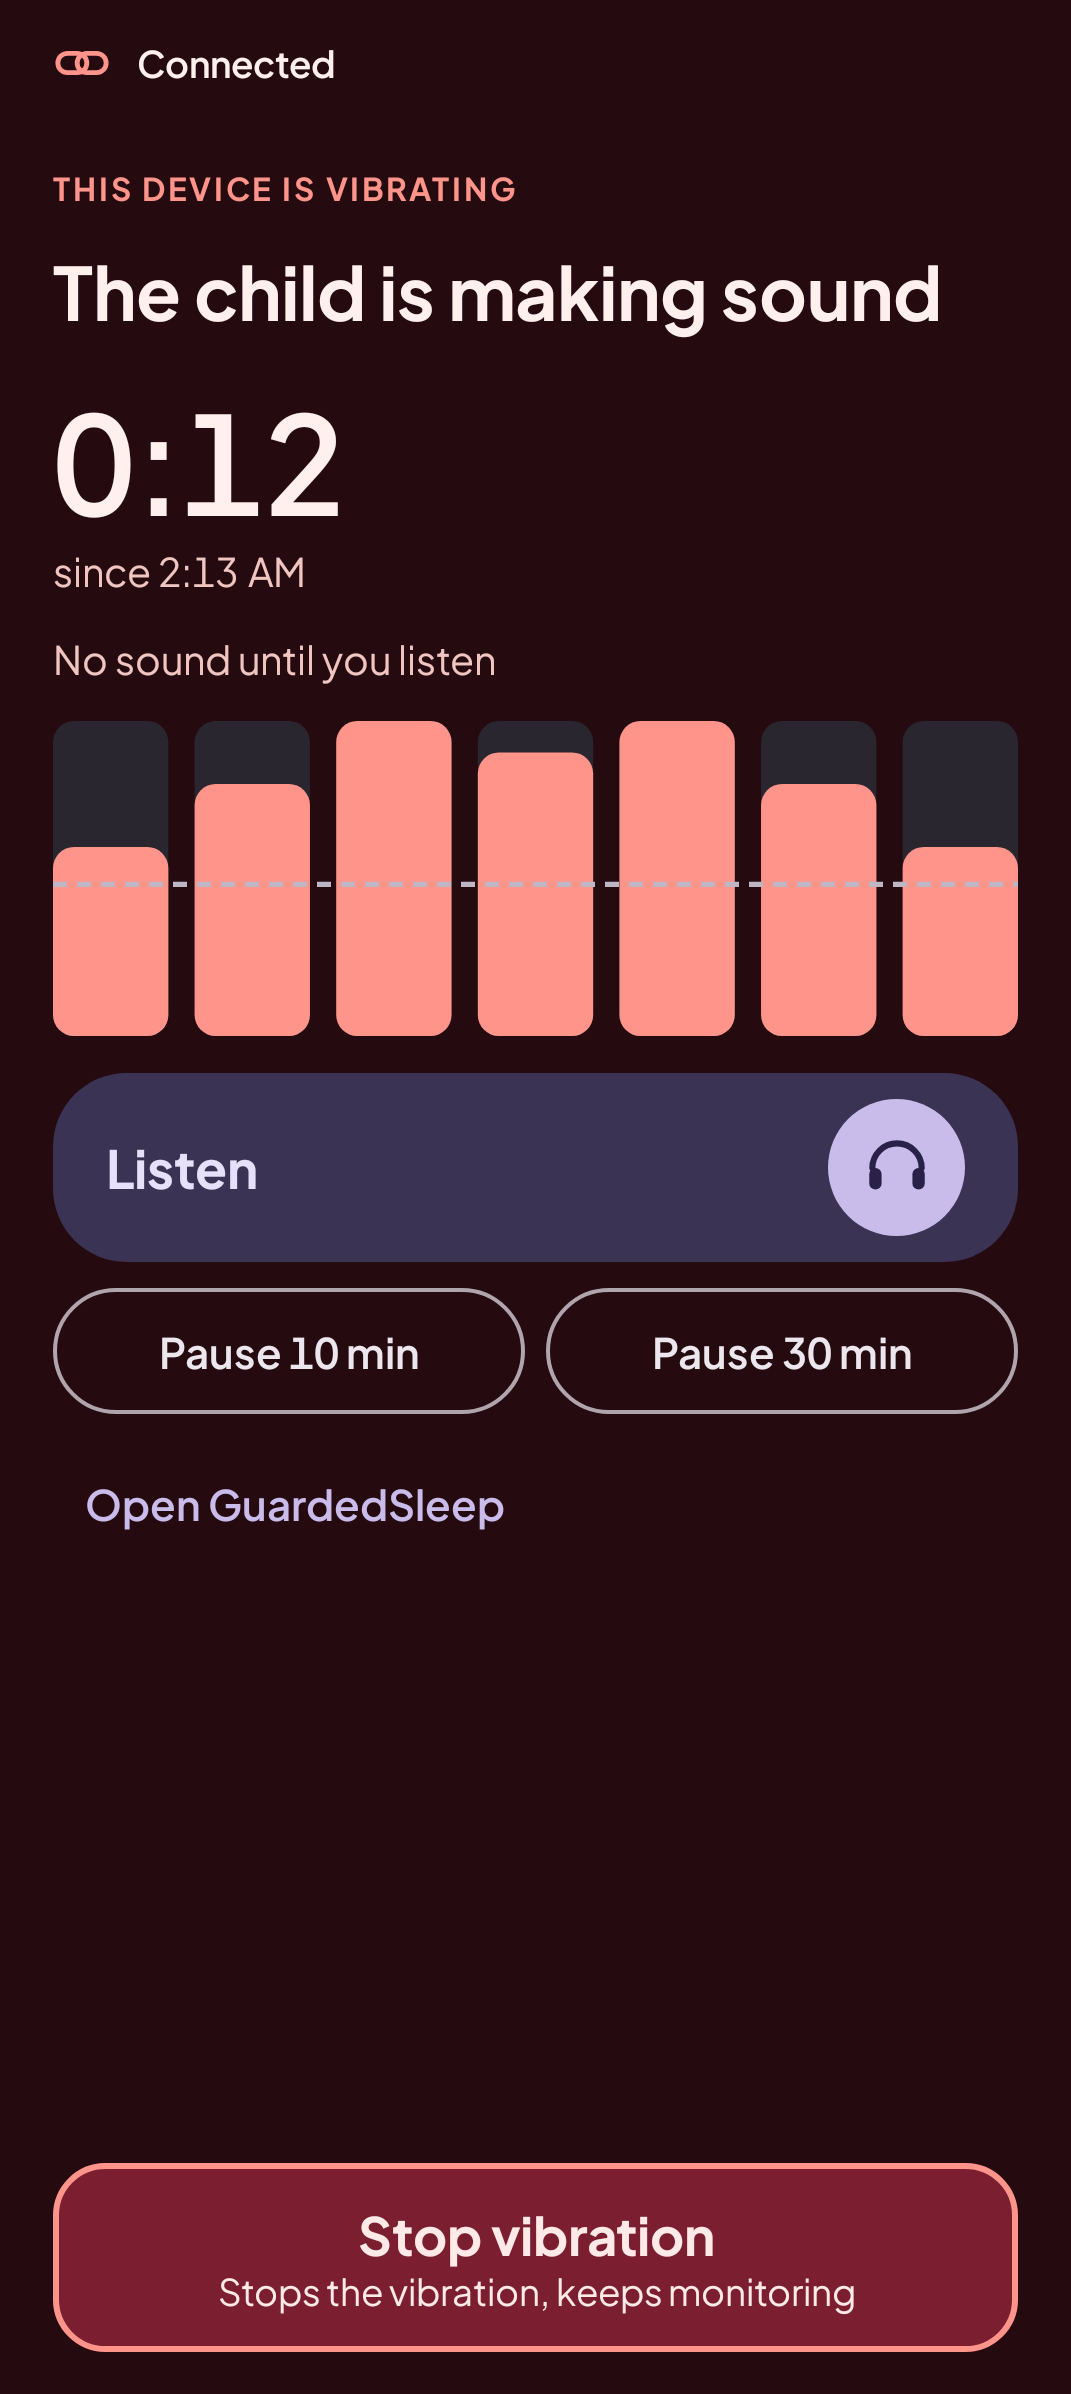 Connected
THIS DEVICE IS VIBRATING
The child is making sound
0:12
since 2:13 AM
No sound until you listen
Listen
Pause 10 min
Pause 30 min
Open GuardedSleep
Stop vibration
Stops the vibration, keeps monitoring